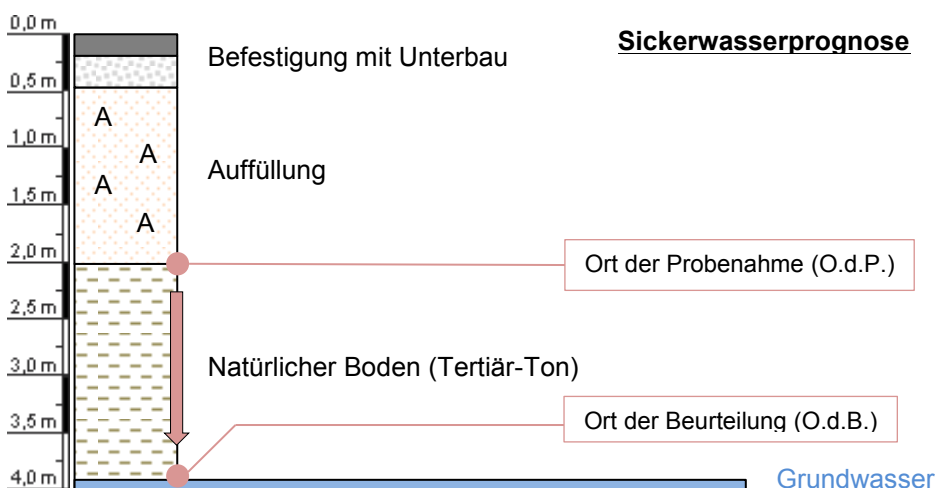 0,0 m
Sickerwasserprognose
Befestigung mit Unterbau
0,5 m
A
1,0 m
A
Auffüllung
A
1,5 m
A
2,0 m
Ort der Probenahme (O.d.P.)
2,5 m
3,0 m
Natürlicher Boden (Tertiär-Ton)
3,5 m
Ort der Beurteilung (O.d.B.)
4,0 m
Grundwasser